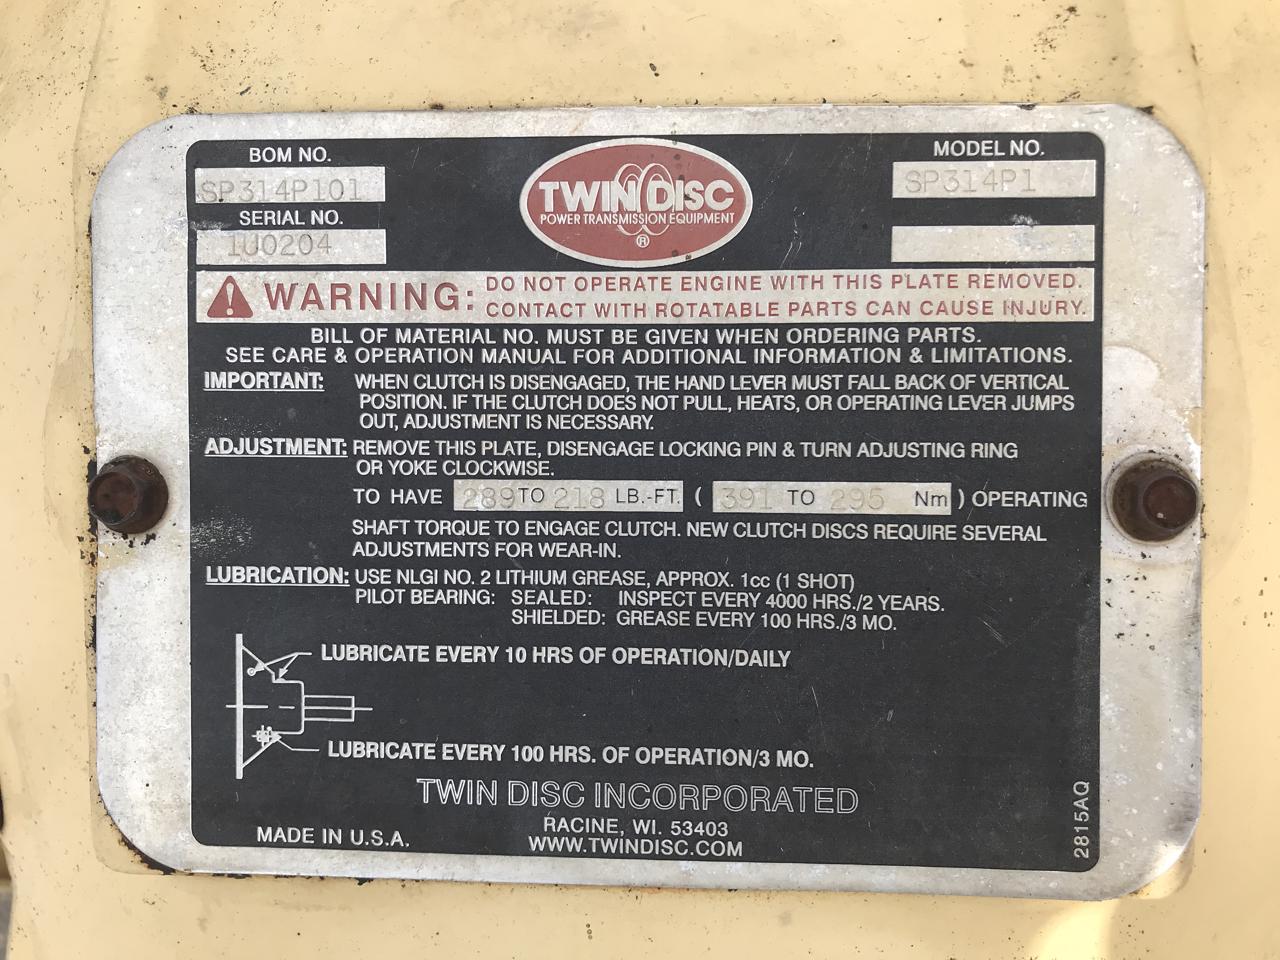 BOM NO.
SP314P101
SERIAL NO.
1U0204
TWIN DISC
POWER TRANSMISSION EQUIPMENT
®
MODEL NO.
SP314P1
WARNING: DO NOT OPERATE ENGINE WITH THIS PLATE REMOVED.
CONTACT WITH ROTATABLE PARTS CAN CAUSE INJURY.
BILL OF MATERIAL NO. MUST BE GIVEN WHEN ORDERING PARTS.
SEE CARE & OPERATION MANUAL FOR ADDITIONAL INFORMATION & LIMITATIONS.
IMPORTANT: WHEN CLUTCH IS DISENGAGED, THE HAND LEVER MUST FALL BACK OF VERTICAL
POSITION. IF THE CLUTCH DOES NOT PULL, HEATS, OR OPERATING LEVER JUMPS
OUT, ADJUSTMENT IS NECESSARY.
ADJUSTMENT: REMOVE THIS PLATE, DISENGAGE LOCKING PIN & TURN ADJUSTING RING
OR YOKE CLOCKWISE.
TO HAVE 289 TO 218 LB.-FT. ( 391 TO 295 Nm ) OPERATING
SHAFT TORQUE TO ENGAGE CLUTCH. NEW CLUTCH DISCS REQUIRE SEVERAL
ADJUSTMENTS FOR WEAR-IN.
LUBRICATION: USE NLGI NO. 2 LITHIUM GREASE, APPROX. 1cc (1 SHOT)
PILOT BEARING: SEALED: INSPECT EVERY 4000 HRS./2 YEARS.
SHIELDED: GREASE EVERY 100 HRS./3 MO.
LUBRICATE EVERY 10 HRS OF OPERATION/DAILY
LUBRICATE EVERY 100 HRS. OF OPERATION/3 MO.
TWIN DISC INCORPORATED
RACINE, WI. 53403
WWW.TWINDISC.COM
MADE IN U.S.A.
2815AQ